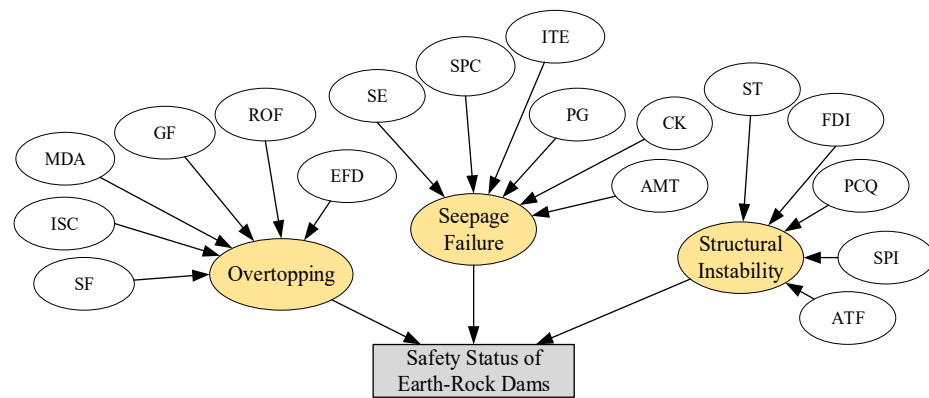 ITE
SPC
SE
ST
ROF
PG
CK
FDI
GF
MDA
EFD
AMT
PCQ
ISC
Seepage
Failure
Structural
Instability
SPI
SF
Overtopping
ATF
Safety Status of
Earth-Rock Dams